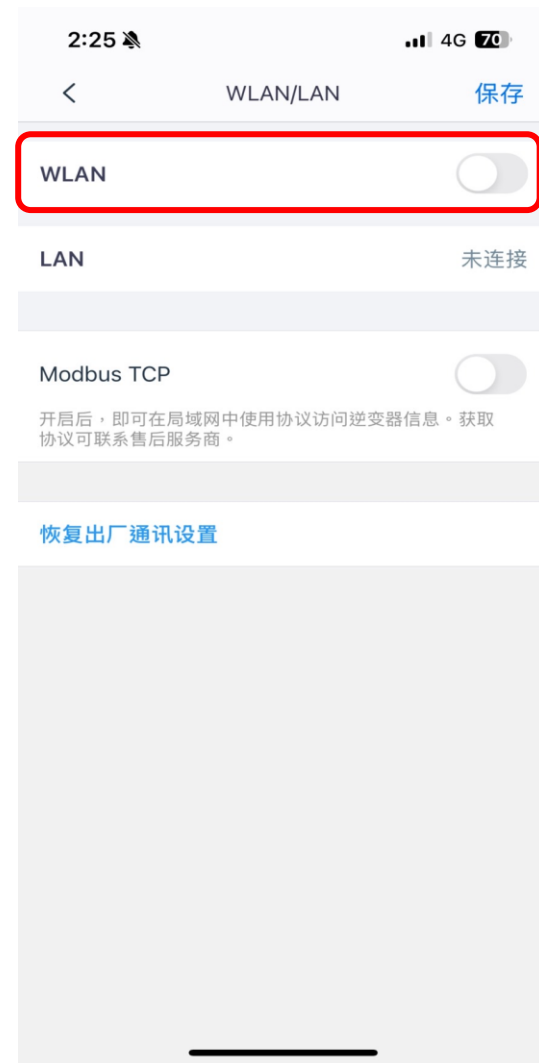 2:25 4G 70
WLAN/LAN 保存
WLAN
LAN 未连接
Modbus TCP
开启后，即可在局域网中使用协议访问逆变器信息。获取
协议可联系售后服务商。
恢复出厂通讯设置